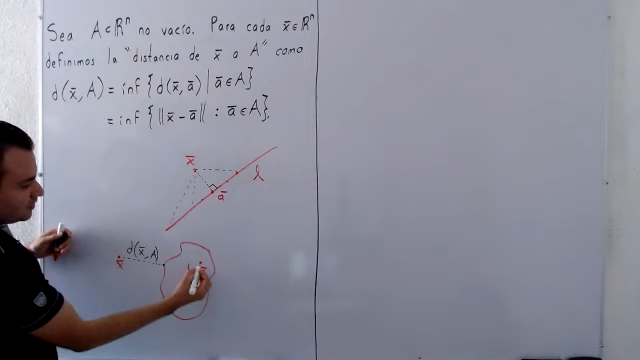 Sea A⊂ℝⁿ no vacío. Para cada x̄∈ℝⁿ
definimos la "distancia de x̄ a A" como
d(x̄, A) = inf { d(x̄, ā) | ā ∈ A }
= inf { ‖x̄ - ā‖ : ā ∈ A }.
x̄
l
ā
d(x̄, A)
x̄